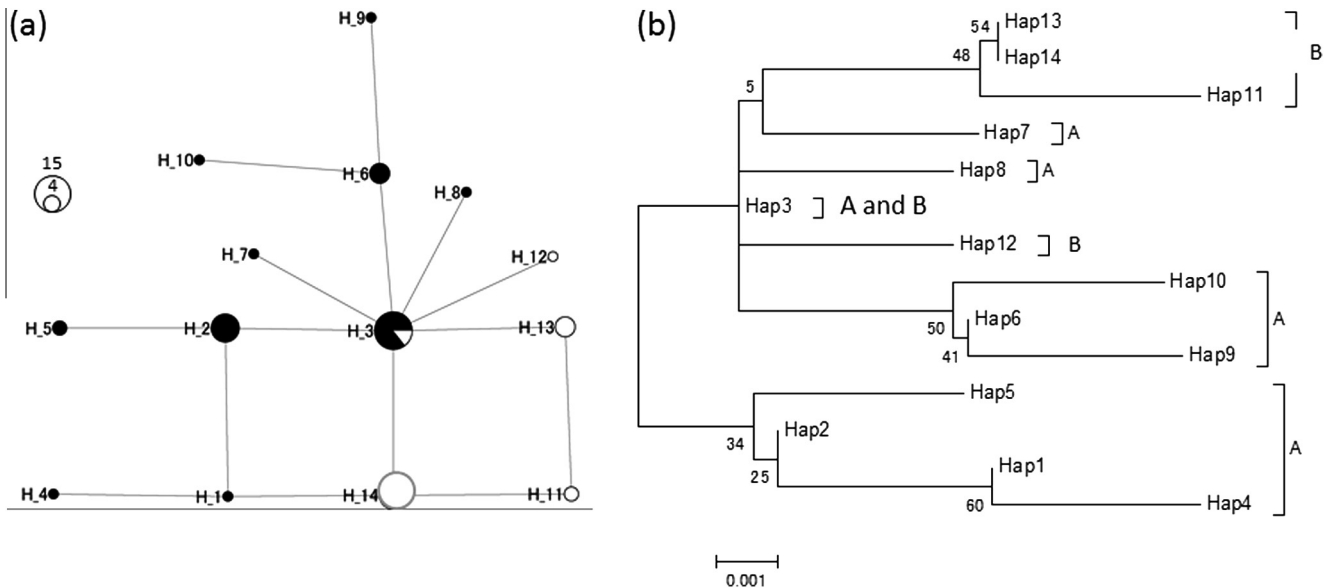 (a)
H_9
15
4
H_10
H_6
H_8
H_7
H_12
H_5
H_2
H_3
H_13
H_4
H_1
H_14
H_11
(b)
54
Hap13
48
Hap14
B
5
Hap11
Hap7
A
Hap8
A
Hap3
A and B
Hap12
B
Hap10
50
Hap6
A
41
Hap9
Hap5
34
Hap2
A
25
Hap1
60
Hap4
0.001